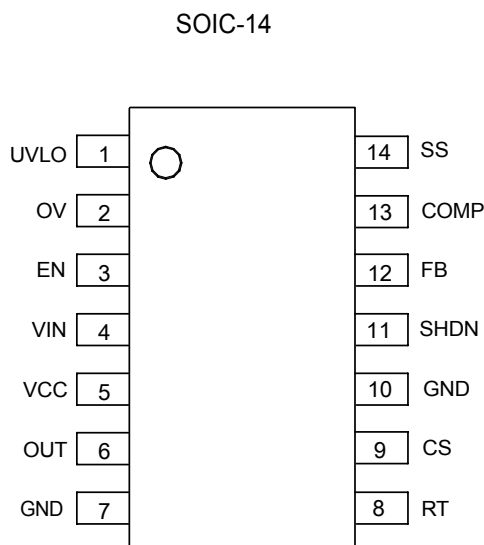 SOIC-14
UVLO 1 14 SS
OV 2 13 COMP
EN 3 12 FB
VIN 4 11 SHDN
VCC 5 10 GND
OUT 6 9 CS
GND 7 8 RT